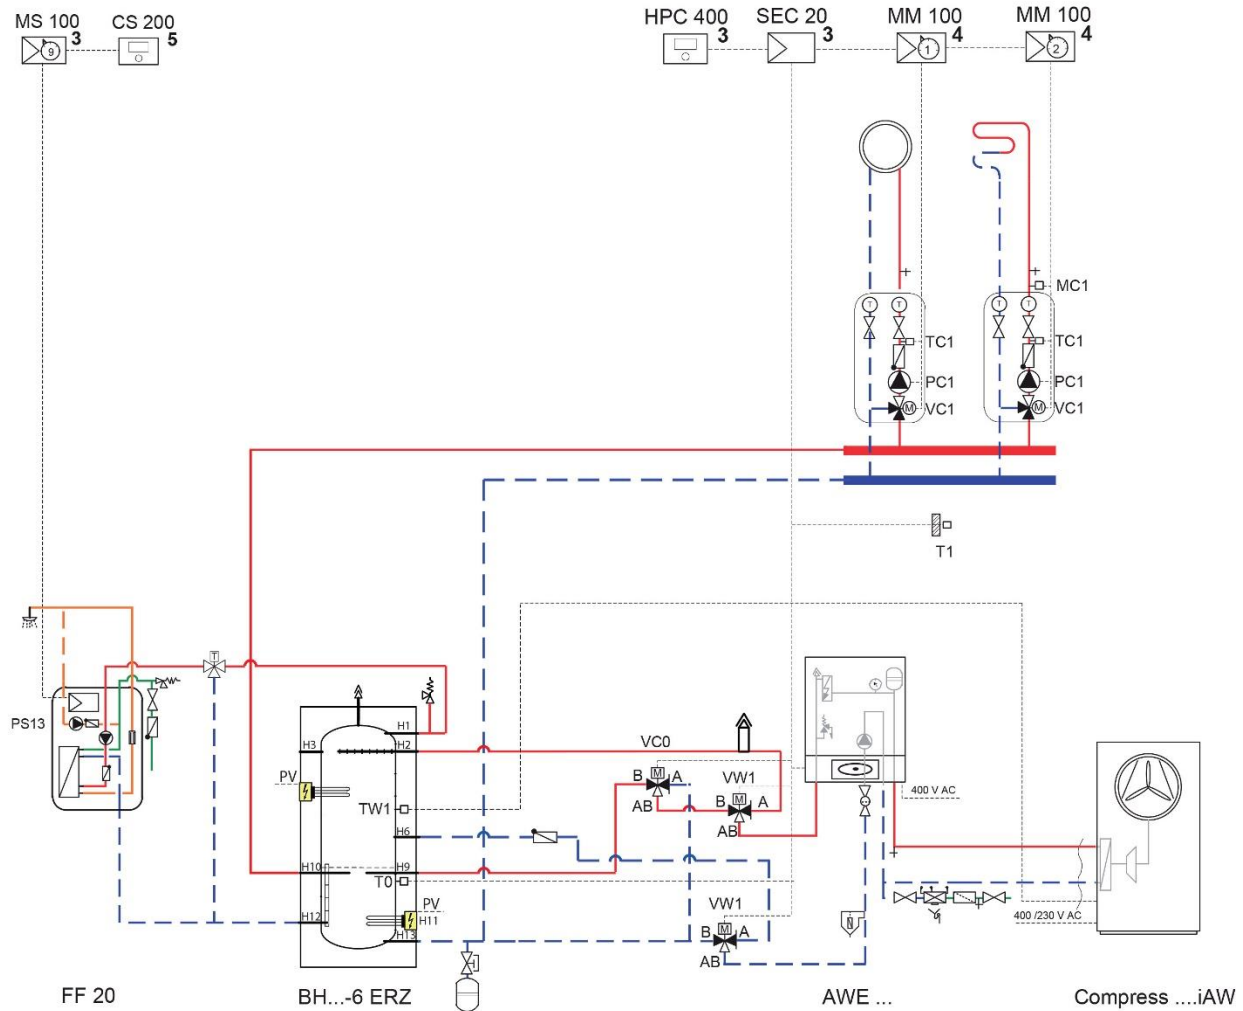 MS 100
3
CS 200
5
HPC 400
3
SEC 20
3
MM 100
4
MM 100
4
9
1
2
T
T
T
T
MC1
TC1
TC1
PC1
PC1
M
VC1
M
VC1
T1
T
PS13
H1
H2
H3
PV
TW1
H6
H10
H9
T0
H12
PV
H11
H13
VC0
M
B
A
AB
VW1
M
B
A
AB
VW1
M
B
A
AB
400 V AC
400 /230 V AC
FF 20
BH...-6 ERZ
AWE ...
Compress ....iAW